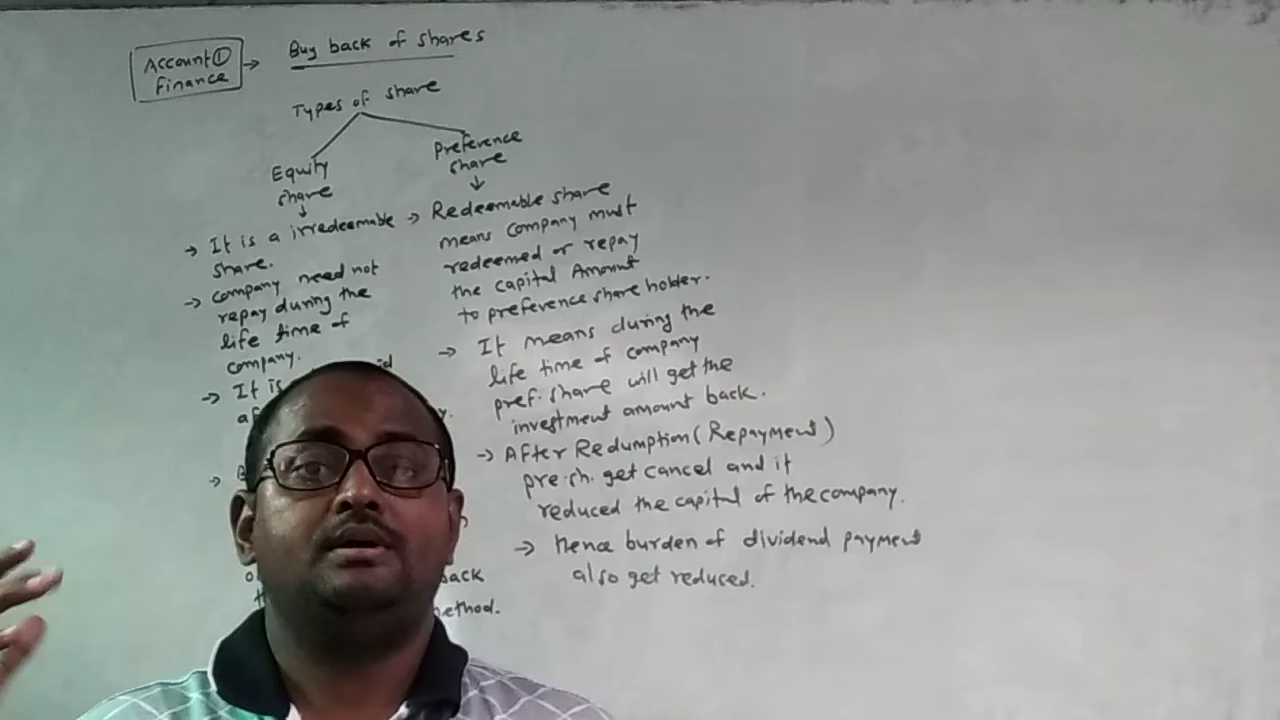 Account ①
Finance
→ Buy back of shares
Types of share
Equity
share
↓
→ It is a irredeemable
share.
→ company need not
repay during the
life time of
company.
→ It is
→
back
method.
Preference
share
↓
→ Redeemable share
means company must
redeemed or repay
the capital Amount
to preference share holder.
→ It means during the
life time of company
pref. share will get the
investment amount back.
→ After Redumption (Repayment)
pre.sh. get cancel and it
reduced the capital of the company.
→ Hence burden of dividend payment
also get reduced.